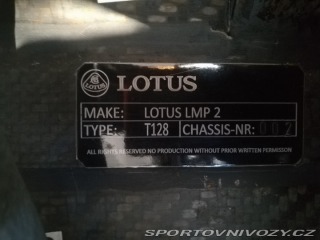 LOTUS
MAKE: LOTUS LMP 2
TYPE: T128 CHASSIS-NR: 002
ALL RIGHTS RESERVED NO PRODUCTION WITHOUT PRIOR WRITTEN PERMISSION
SPORTOVNIVOZY.CZ